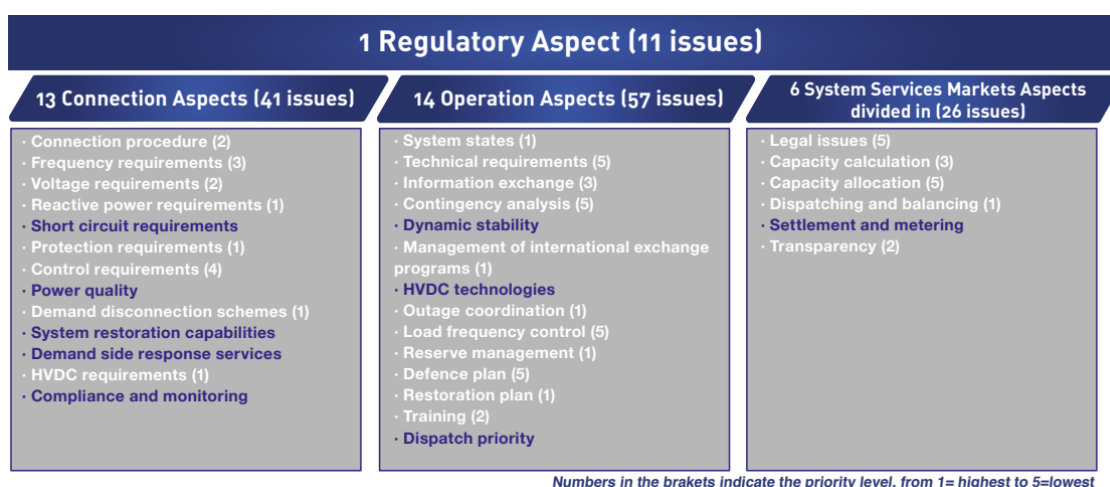 1 Regulatory Aspect (11 issues)
13 Connection Aspects (41 issues)
· Connection procedure (2)
· Frequency requirements (3)
· Voltage requirements (2)
· Reactive power requirements (1)
· Short circuit requirements
· Protection requirements (1)
· Control requirements (4)
· Power quality
· Demand disconnection schemes (1)
· System restoration capabilities
· Demand side response services
· HVDC requirements (1)
· Compliance and monitoring
14 Operation Aspects (57 issues)
· System states (1)
· Technical requirements (5)
· Information exchange (3)
· Contingency analysis (5)
· Dynamic stability
· Management of international exchange
programs (1)
· HVDC technologies
· Outage coordination (1)
· Load frequency control (5)
· Reserve management (1)
· Defence plan (5)
· Restoration plan (1)
· Training (2)
· Dispatch priority
6 System Services Markets Aspects
divided in (26 issues)
· Legal issues (5)
· Capacity calculation (3)
· Capacity allocation (5)
· Dispatching and balancing (1)
· Settlement and metering
· Transparency (2)
Numbers in the brakets indicate the priority level, from 1= highest to 5=lowest